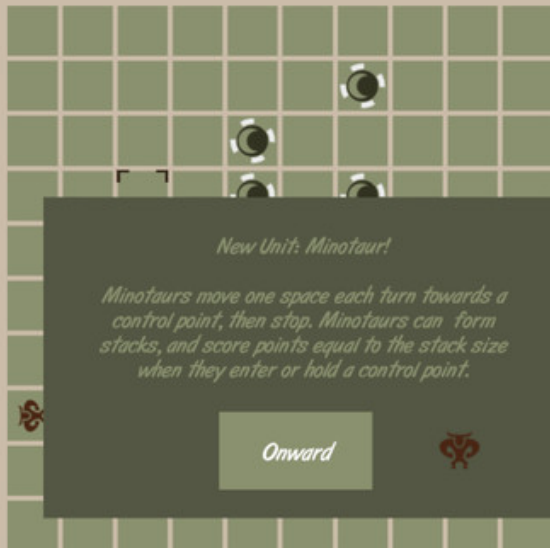 New Unit: Minotaur!
Minotaurs move one space each turn towards a
control point, then stop. Minotaurs can form
stacks, and score points equal to the stack size
when they enter or hold a control point.
Onward